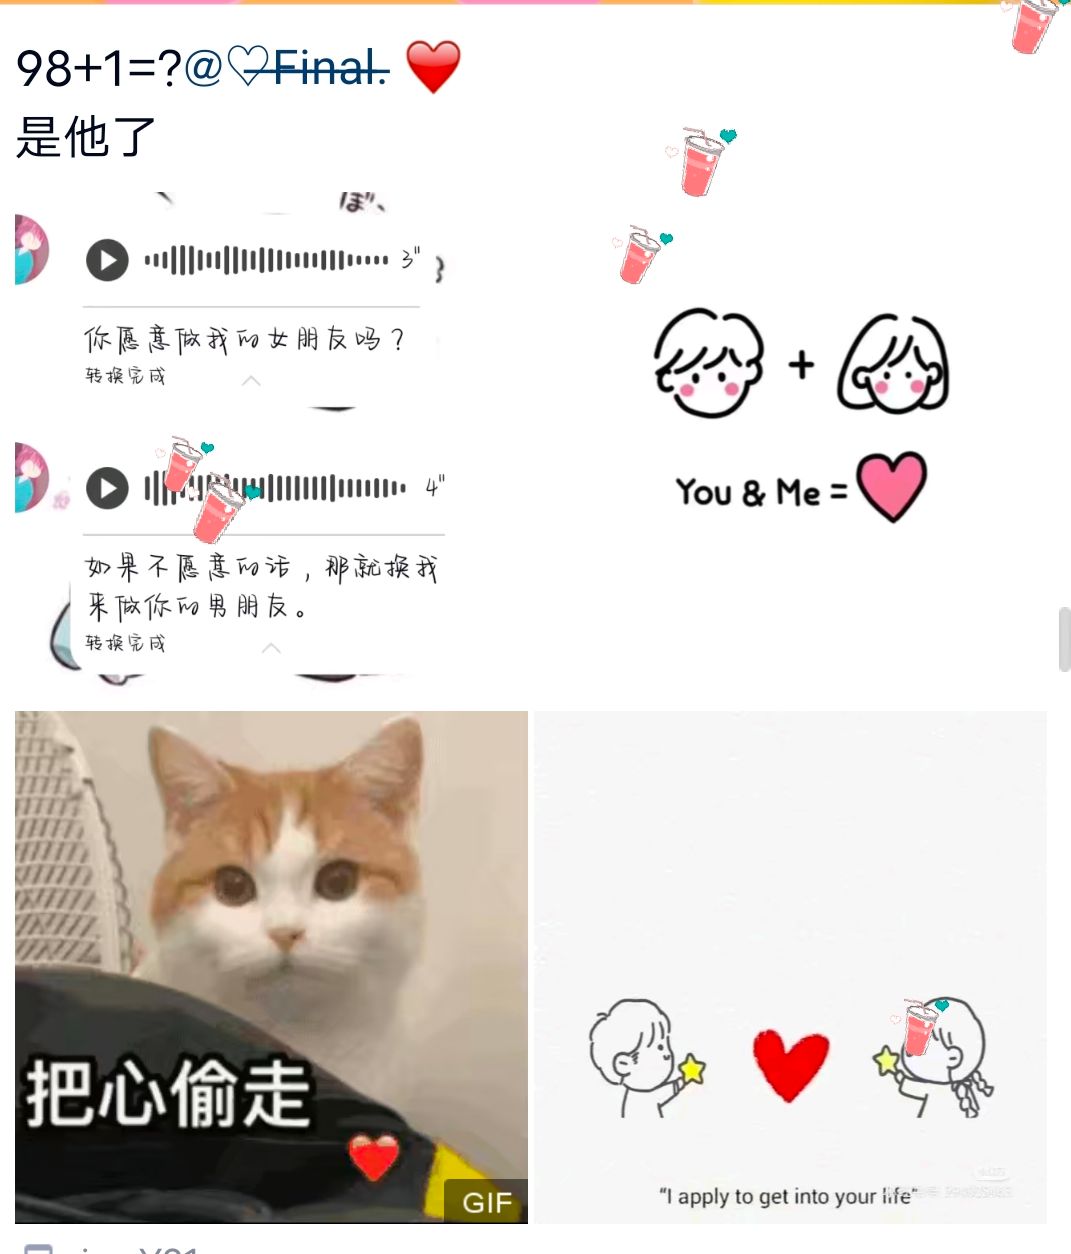 98+1=?@♡Final. ❤️
是他了
3"
你愿意做我的女朋友吗？
转换完成
4"
如果不愿意的话，那就换我
来做你的男朋友。
转换完成
+
You & Me =
把心偷走
GIF
“I apply to get into your life”